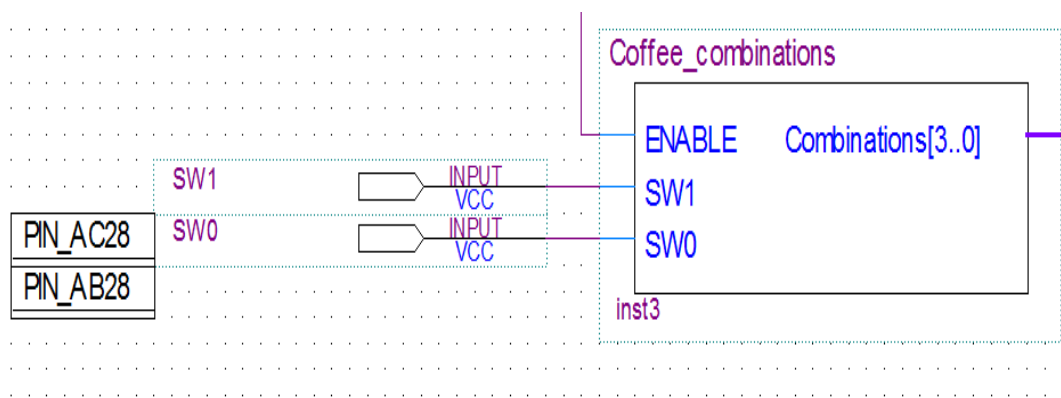 Coffee_combinations
ENABLE Combinations[3..0]
SW1 INPUT
VCC
SW1
PIN_AC28 SW0 INPUT
VCC
SW0
PIN_AB28
inst3